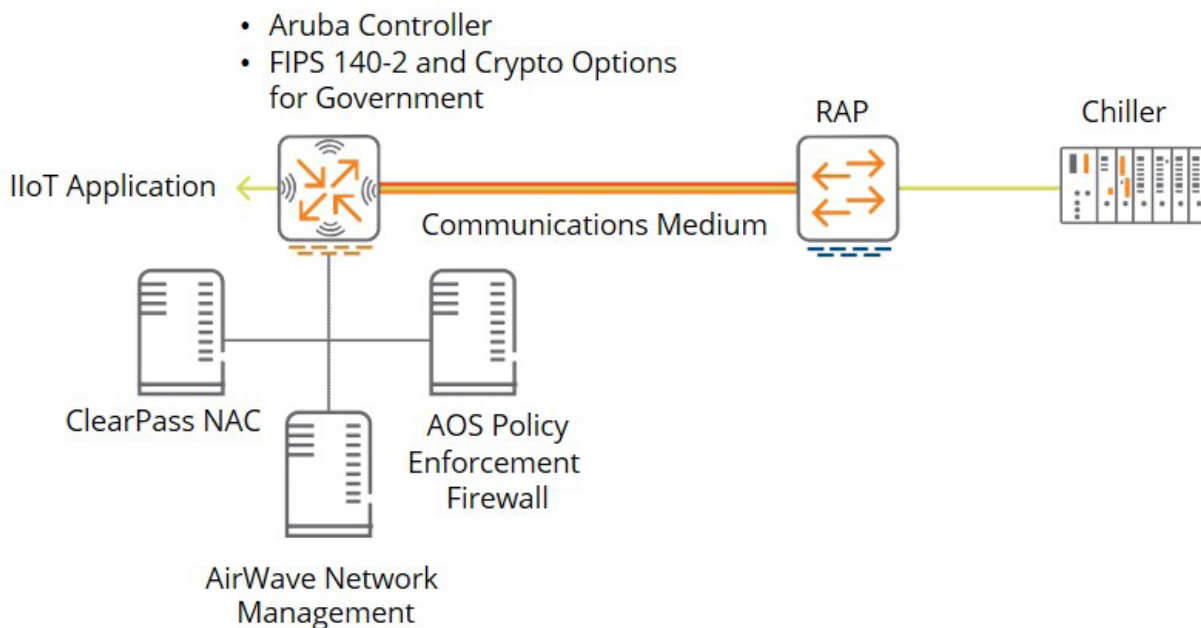 • Aruba Controller
• FIPS 140-2 and Crypto Options
for Government
RAP
Chiller
IIoT Application
Communications Medium
ClearPass NAC
AOS Policy
Enforcement
Firewall
AirWave Network
Management